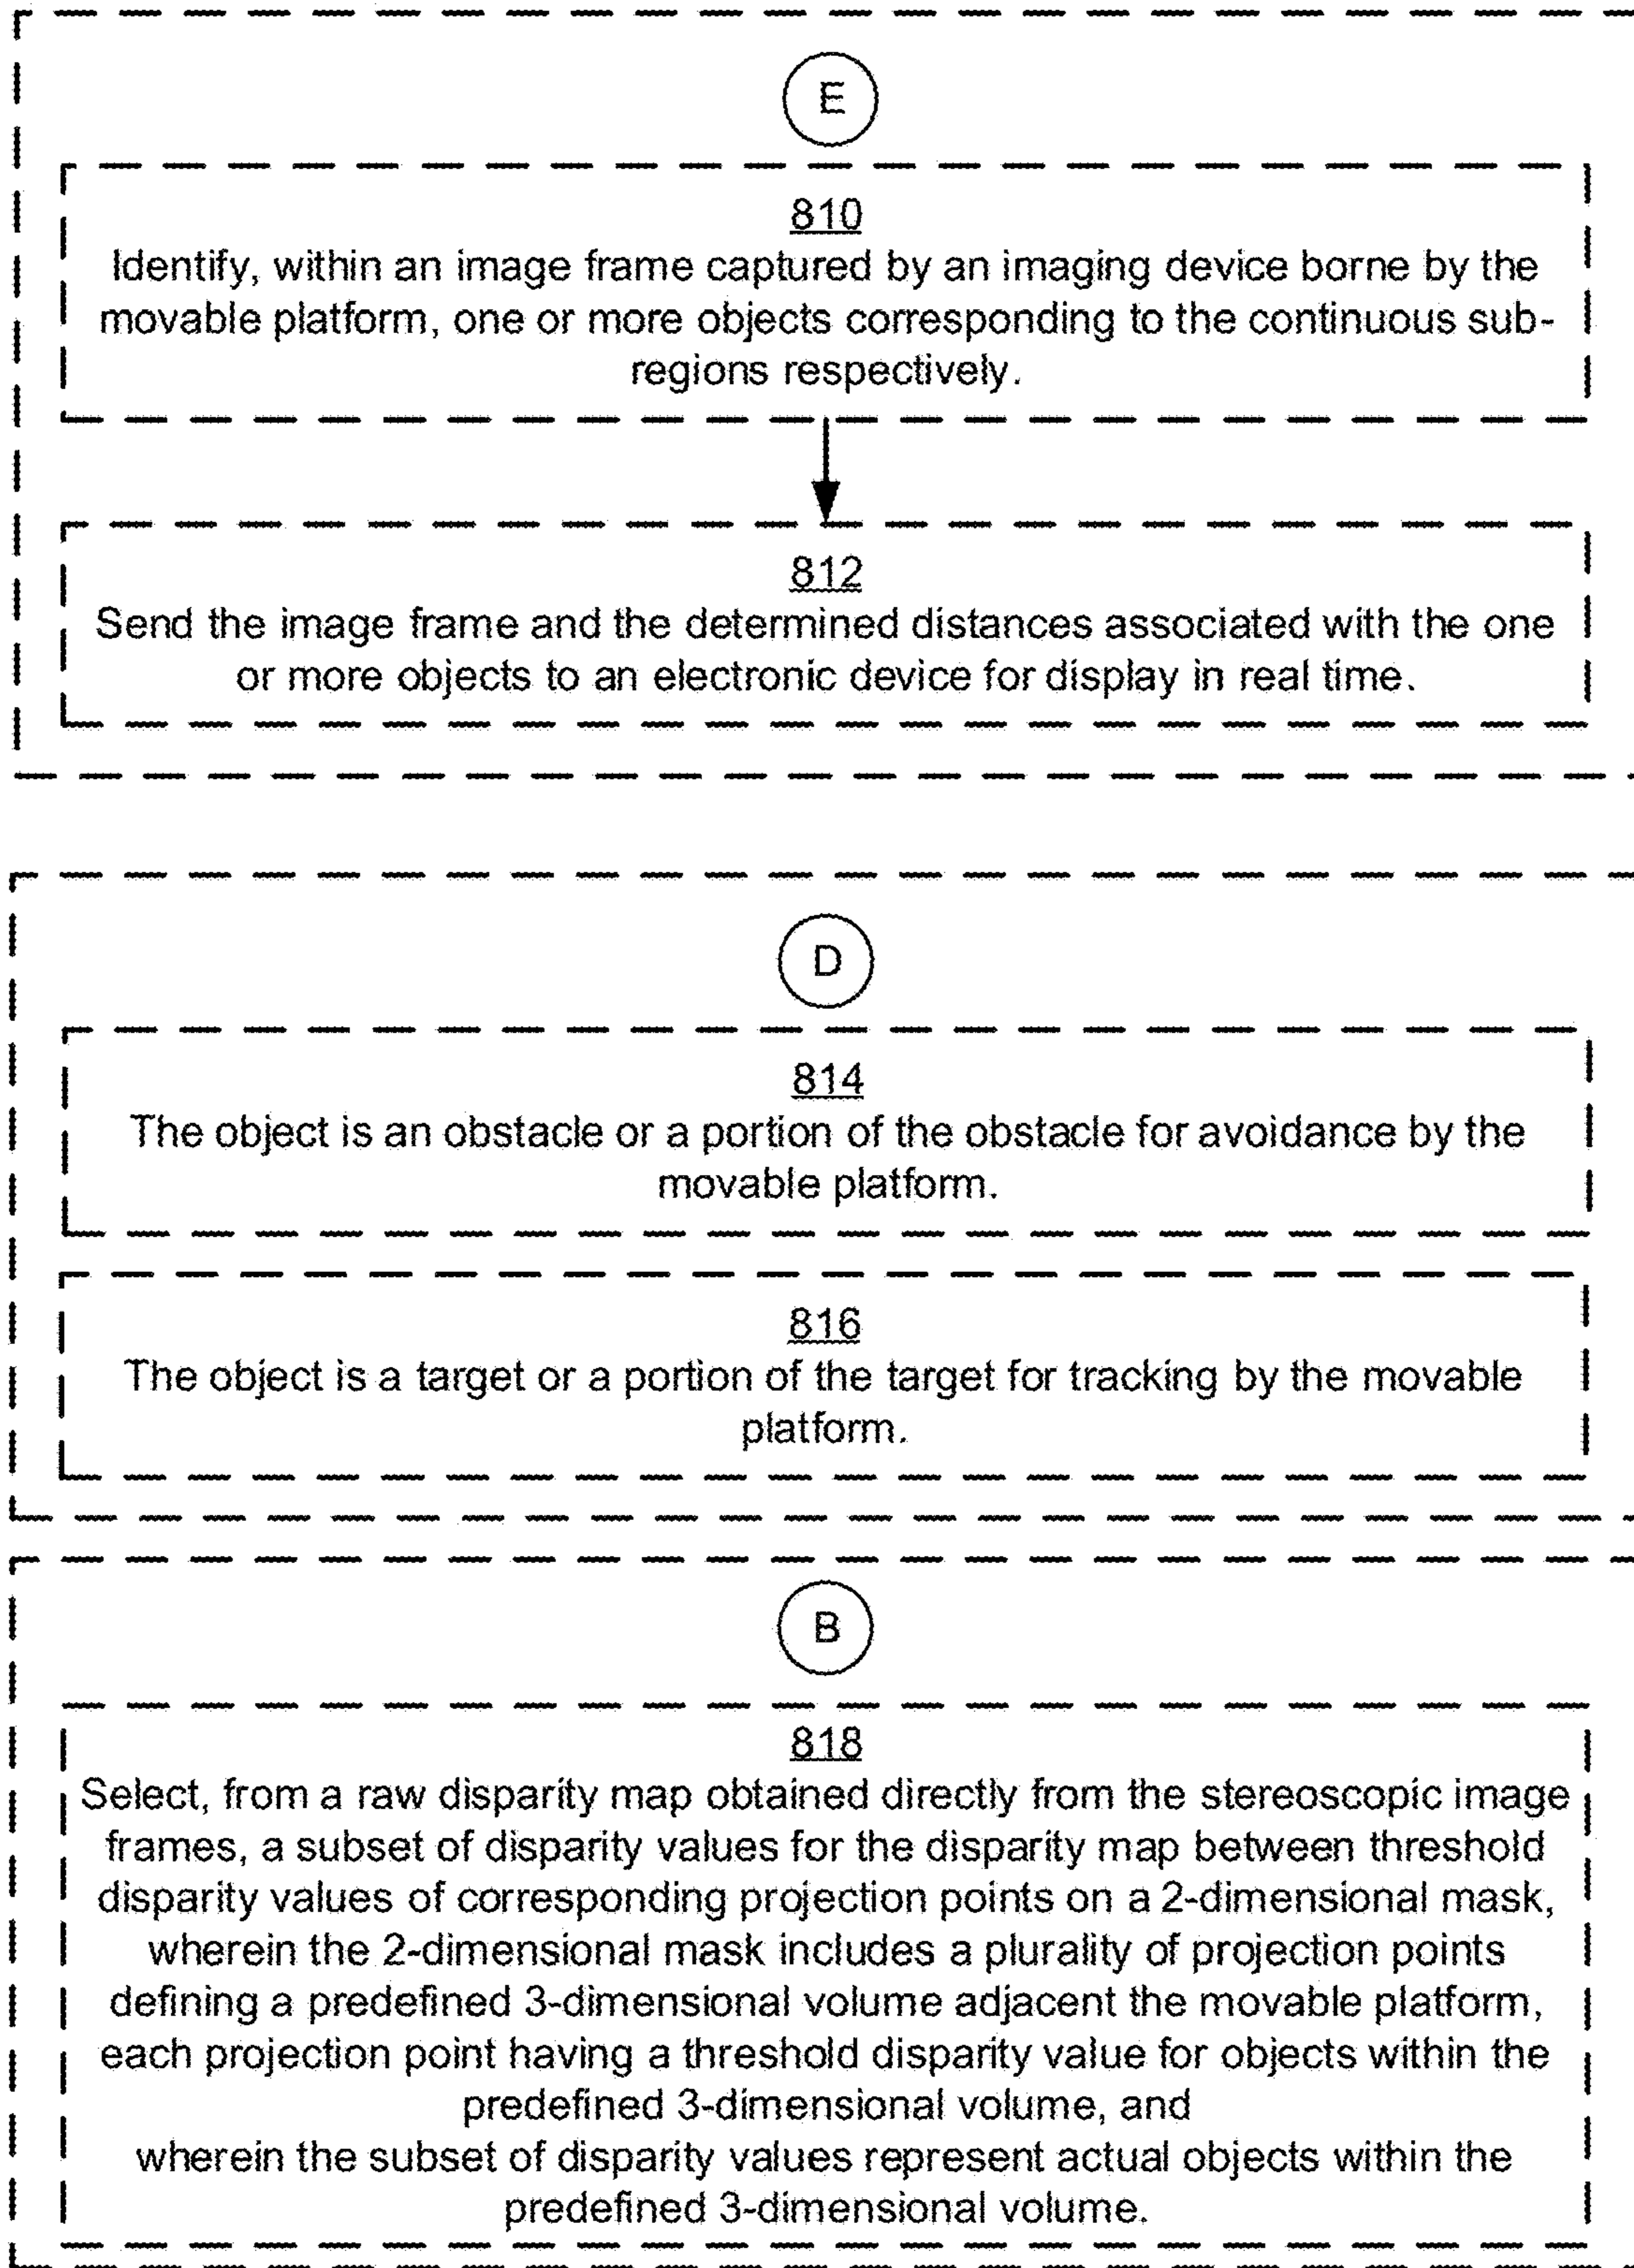 E
810
Identify, within an image frame captured by an imaging device borne by the
movable platform, one or more objects corresponding to the continuous sub-
regions respectively.
812
Send the image frame and the determined distances associated with the one
or more objects to an electronic device for display in real time.
D
814
The object is an obstacle or a portion of the obstacle for avoidance by the
movable platform.
816
The object is a target or a portion of the target for tracking by the movable
platform.
B
818
Select, from a raw disparity map obtained directly from the stereoscopic image
frames, a subset of disparity values for the disparity map between threshold
disparity values of corresponding projection points on a 2-dimensional mask,
wherein the 2-dimensional mask includes a plurality of projection points
defining a predefined 3-dimensional volume adjacent the movable platform,
each projection point having a threshold disparity value for objects within the
predefined 3-dimensional volume, and
wherein the subset of disparity values represent actual objects within the
predefined 3-dimensional volume.